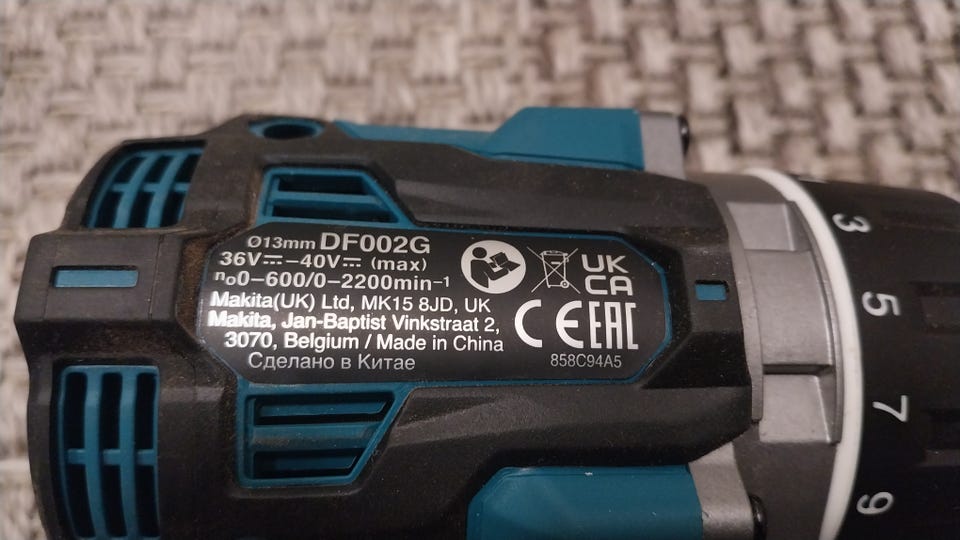 Ø13mm DF002G
36V⎓-40V⎓ (max)
n₀0-600/0-2200min⁻¹
Makita(UK) Ltd, MK15 8JD, UK
Makita, Jan-Baptist Vinkstraat 2,
3070, Belgium / Made in China
Сделано в Китае
UK
CA
CE EAC
858C94A5
3
5
7
9